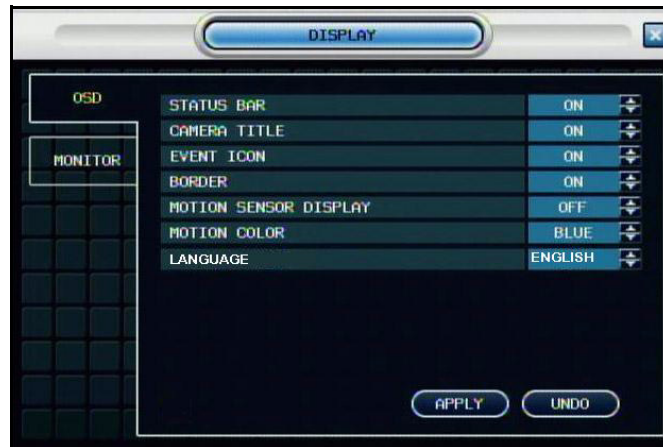 DISPLAY
OSD
MONITOR
STATUS BAR ON
CAMERA TITLE ON
EVENT ICON ON
BORDER ON
MOTION SENSOR DISPLAY OFF
MOTION COLOR BLUE
LANGUAGE ENGLISH
APPLY UNDO